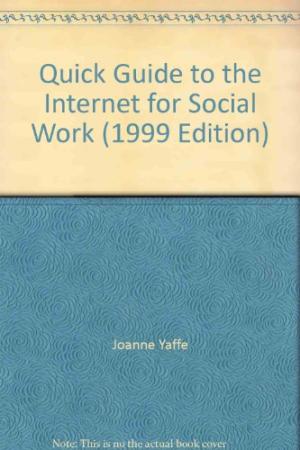 Quick Guide to the
Internet for Social
Work (1999 Edition)
Joanne Yaffe
Note: This is no the actual book cover